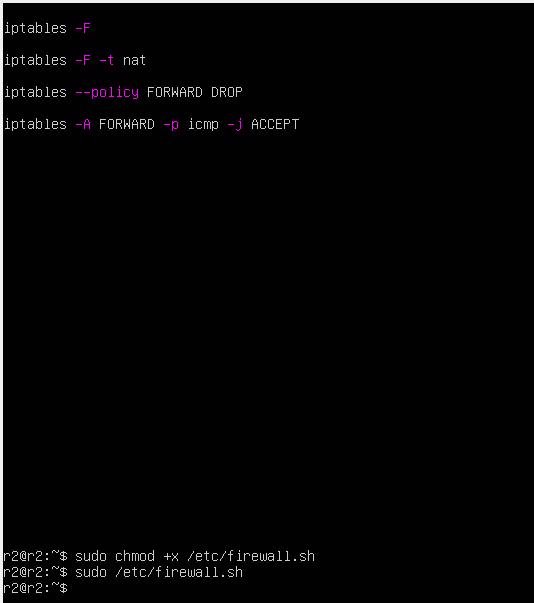 iptables -F
iptables -F -t nat
iptables --policy FORWARD DROP
iptables -A FORWARD -p icmp -j ACCEPT
r2@r2:~$ sudo chmod +x /etc/firewall.sh
r2@r2:~$ sudo /etc/firewall.sh
r2@r2:~$